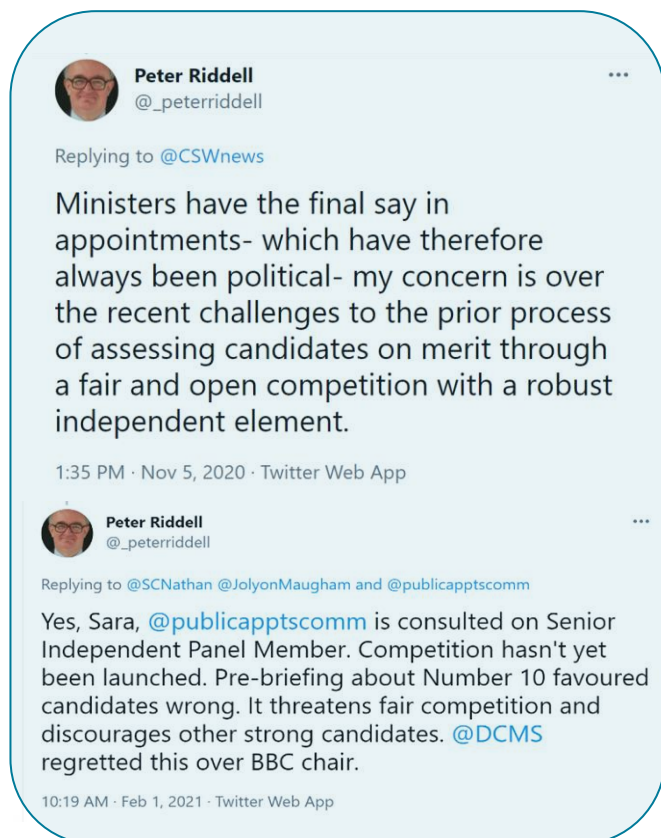 Peter Riddell
@_peterriddell
Replying to @CSWnews
Ministers have the final say in
appointments- which have therefore
always been political- my concern is over
the recent challenges to the prior process
of assessing candidates on merit through
a fair and open competition with a robust
independent element.
1:35 PM · Nov 5, 2020 · Twitter Web App
Peter Riddell
@_peterriddell
Replying to @SCNathan @JolyonMaugham and @publicapptscomm
Yes, Sara, @publicapptscomm is consulted on Senior
Independent Panel Member. Competition hasn't yet
been launched. Pre-briefing about Number 10 favoured
candidates wrong. It threatens fair competition and
discourages other strong candidates. @DCMS
regretted this over BBC chair.
10:19 AM · Feb 1, 2021 · Twitter Web App